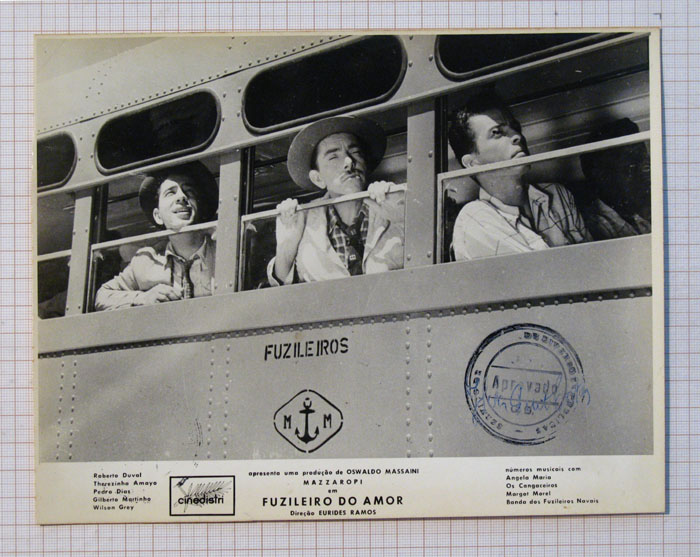 FUZILEIROS
M M
Aprovado
Roberto Duval
Therezinha Amayo
Pedro Dias
Gilberto Martinho
Wilson Grey
cinedistri
apresenta uma produção de OSWALDO MASSAINI
MAZZAROPI
em
FUZILEIRO DO AMOR
Direção EURIDES RAMOS
números musicais com
Angela Maria
Os Cangaceiros
Margot Morel
Banda dos Fuzileiros Navais